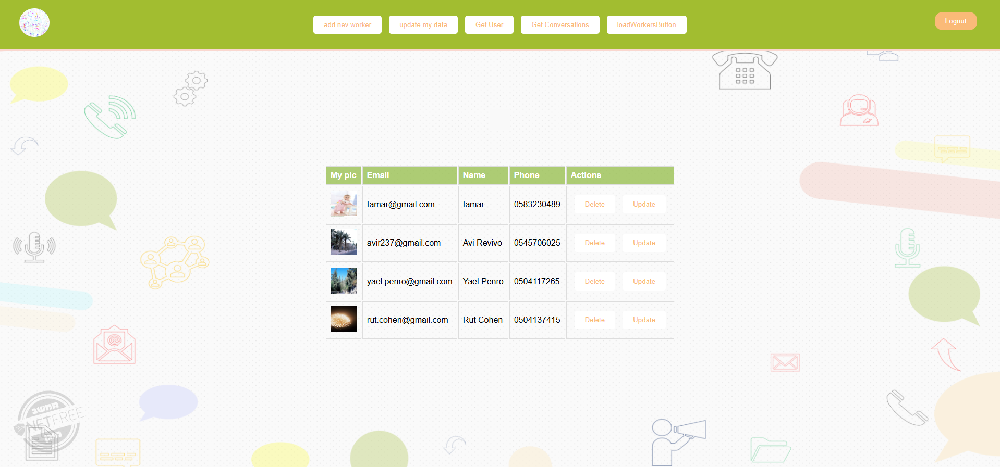 add nev worker
update my data
Get User
Get Conversations
loadWorkersButton
Logout
My pic Email Name Phone Actions
tamar@gmail.com tamar 0583230489 Delete Update
avir237@gmail.com Avi Revivo 0545706025 Delete Update
yael.penro@gmail.com Yael Penro 0504117265 Delete Update
rut.cohen@gmail.com Rut Cohen 0504137415 Delete Update
מחשב
NETFREE